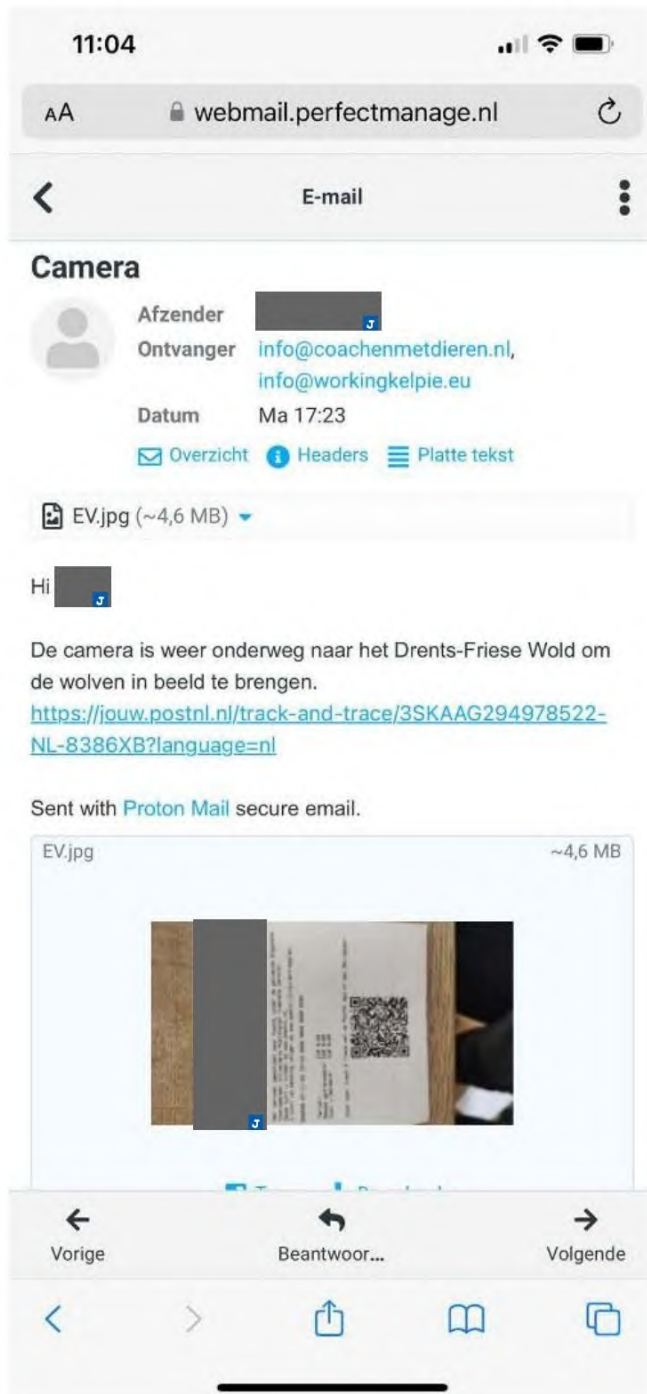 11:04
AA webmail.perfectmanage.nl
E-mail
Camera
Afzender
J
Ontvanger info@coachenmetdieren.nl,
info@workingkelpie.eu
Datum Ma 17:23
Overzicht Headers Platte tekst
EV.jpg (~4,6 MB)
Hi
J
De camera is weer onderweg naar het Drents-Friese Wold om
de wolven in beeld te brengen.
https://jouw.postnl.nl/track-and-trace/3SKAAG294978522-
NL-8386XB?language=nl
Sent with Proton Mail secure email.
EV.jpg ~4,6 MB
J
Vorige Beantwoor... Volgende